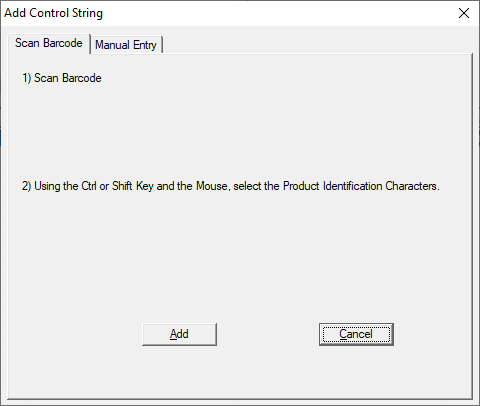 Add Control String
Scan Barcode
Manual Entry
1) Scan Barcode
2) Using the Ctrl or Shift Key and the Mouse, select the Product Identification Characters.
Add
Cancel